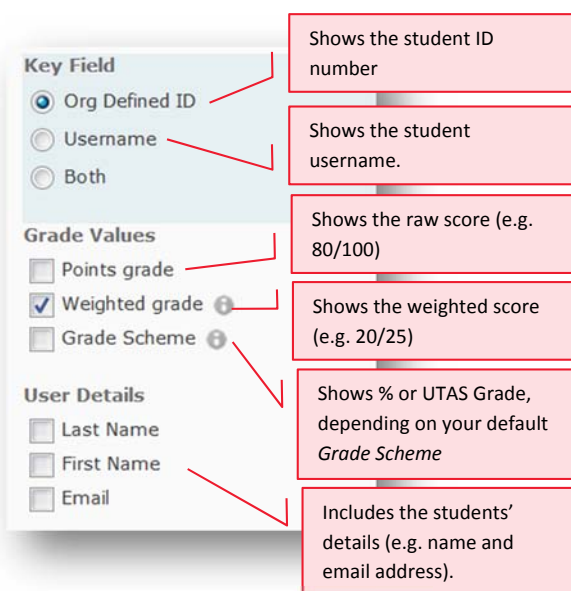 Key Field
Org Defined ID
Username
Both
Grade Values
Points grade
Weighted grade
Grade Scheme
User Details
Last Name
First Name
Email
Shows the student ID
number
Shows the student
username.
Shows the raw score (e.g.
80/100)
Shows the weighted score
(e.g. 20/25)
Shows % or UTAS Grade,
depending on your default
Grade Scheme
Includes the students’
details (e.g. name and
email address).